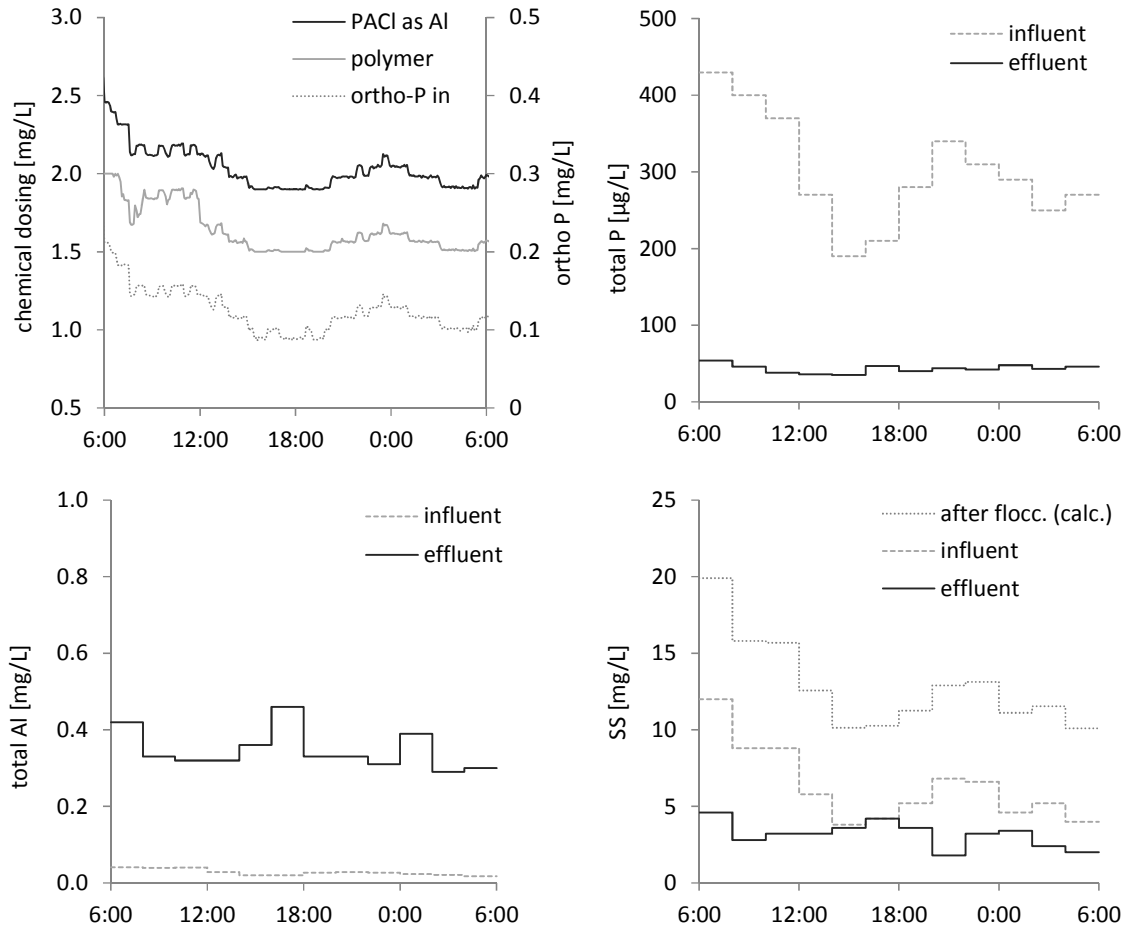 PACl as Al
polymer
ortho-P in
chemical dosing [mg/L]
3.0
2.5
2.0
1.5
1.0
0.5
ortho P [mg/L]
0.5
0.4
0.3
0.2
0.1
0
6:00 12:00 18:00 0:00 6:00
influent
effluent
total P [µg/L]
500
400
300
200
100
0
6:00 12:00 18:00 0:00 6:00
influent
effluent
total Al [mg/L]
1.0
0.8
0.6
0.4
0.2
0.0
6:00 12:00 18:00 0:00 6:00
after flocc. (calc.)
influent
effluent
SS [mg/L]
25
20
15
10
5
0
6:00 12:00 18:00 0:00 6:00